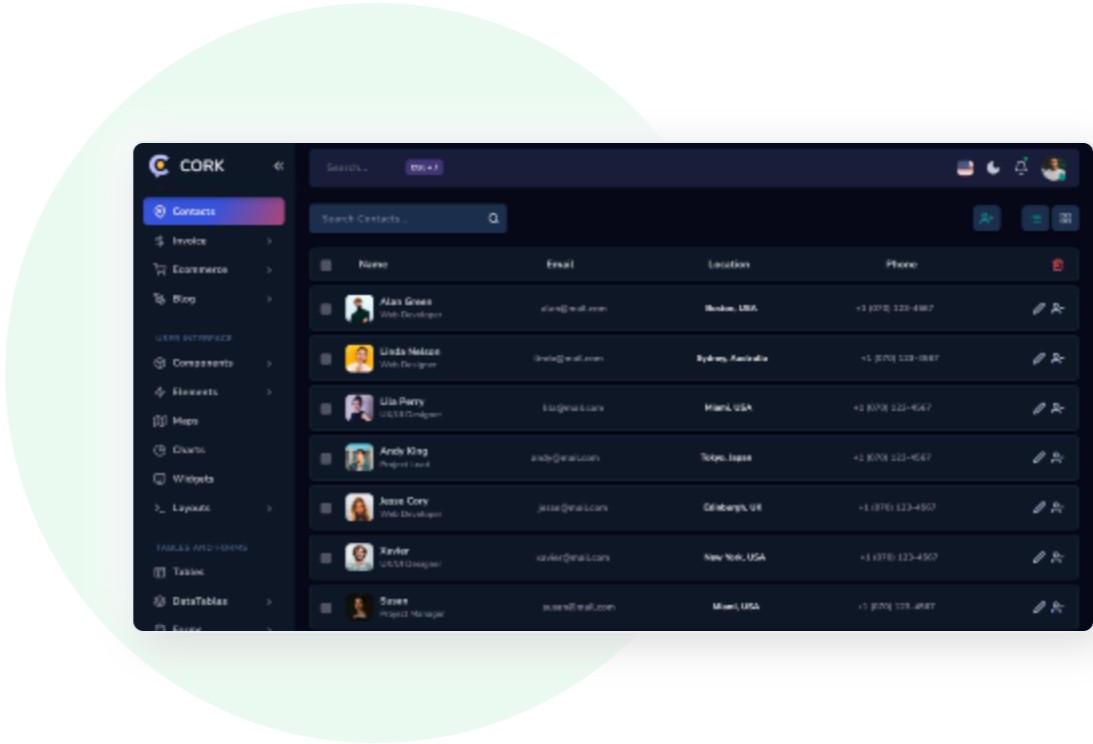 CORK
Search...
Contacts
Invoice
Ecommerce
Blog
USER INTERFACE
Components
Elements
Maps
Charts
Widgets
Layouts
TABLES AND FORMS
Tables
DataTables
Forms
Search Contacts...
Name Email Location Phone
Alan Green
Web Developer
alan@mail.com Boston, USA +1 (070) 123-4567
Linda Nelson
Web Designer
linda@mail.com Sydney, Australia +1 (070) 123-4567
Lila Perry
UX/UI Designer
lila@mail.com Miami, USA +1 (070) 123-4567
Andy King
Project Lead
andy@mail.com Tokyo, Japan +1 (070) 123-4567
Jesse Cory
Web Developer
jesse@mail.com Edinburgh, UK +1 (070) 123-4567
Xavier
UX/UI Designer
xavier@mail.com New York, USA +1 (070) 123-4567
Susan
Project Manager
susan@mail.com Miami, USA +1 (070) 123-4567